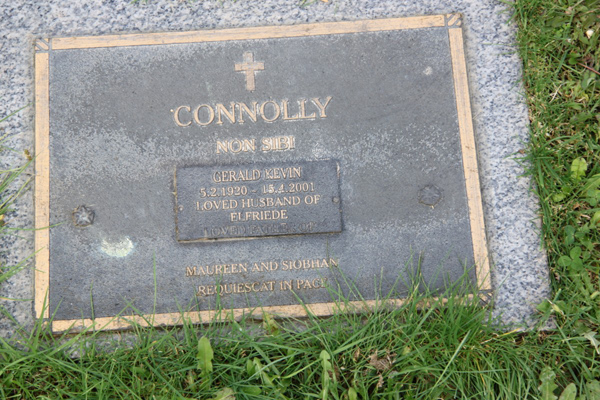 CONNOLLY
NON SIBI
GERALD KEVIN
5.2.1920 - 15.4.2001
LOVED HUSBAND OF
ELFRIEDE
MAUREEN AND SIOBHAN
REQUIESCAT IN PACE